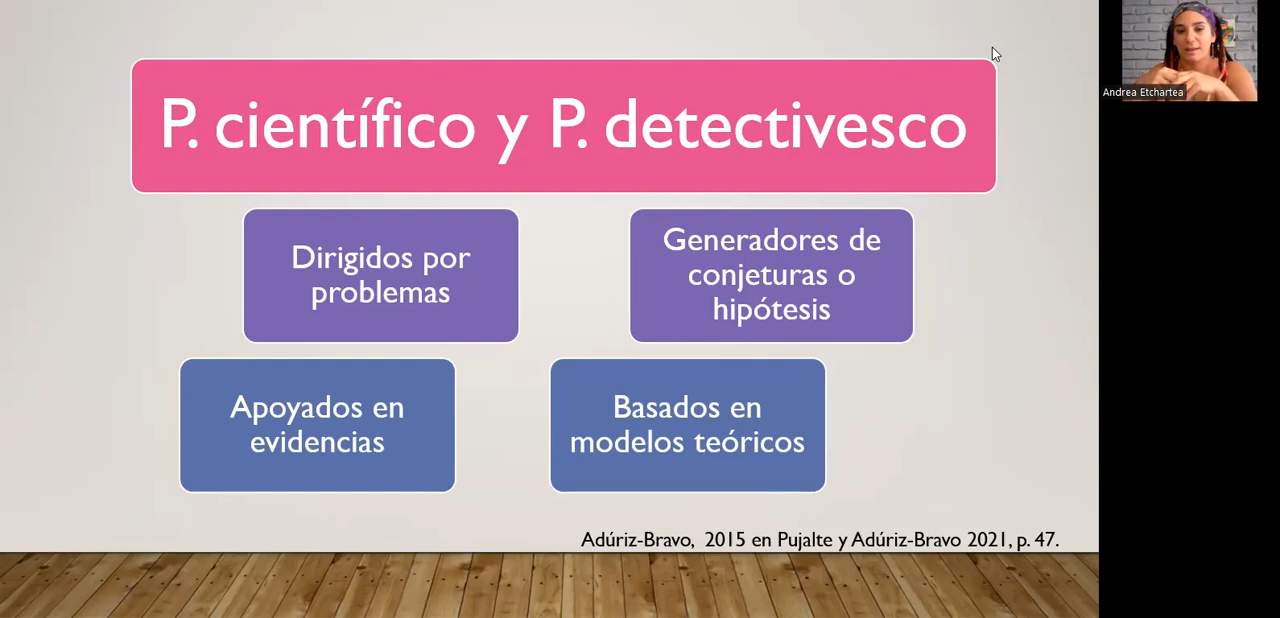 P. científico y P. detectivesco
Andrea Etchartea
Dirigidos por
problemas
Generadores de
conjeturas o
hipótesis
Apoyados en
evidencias
Basados en
modelos teóricos
Adúriz-Bravo, 2015 en Pujalte y Adúriz-Bravo 2021, p. 47.